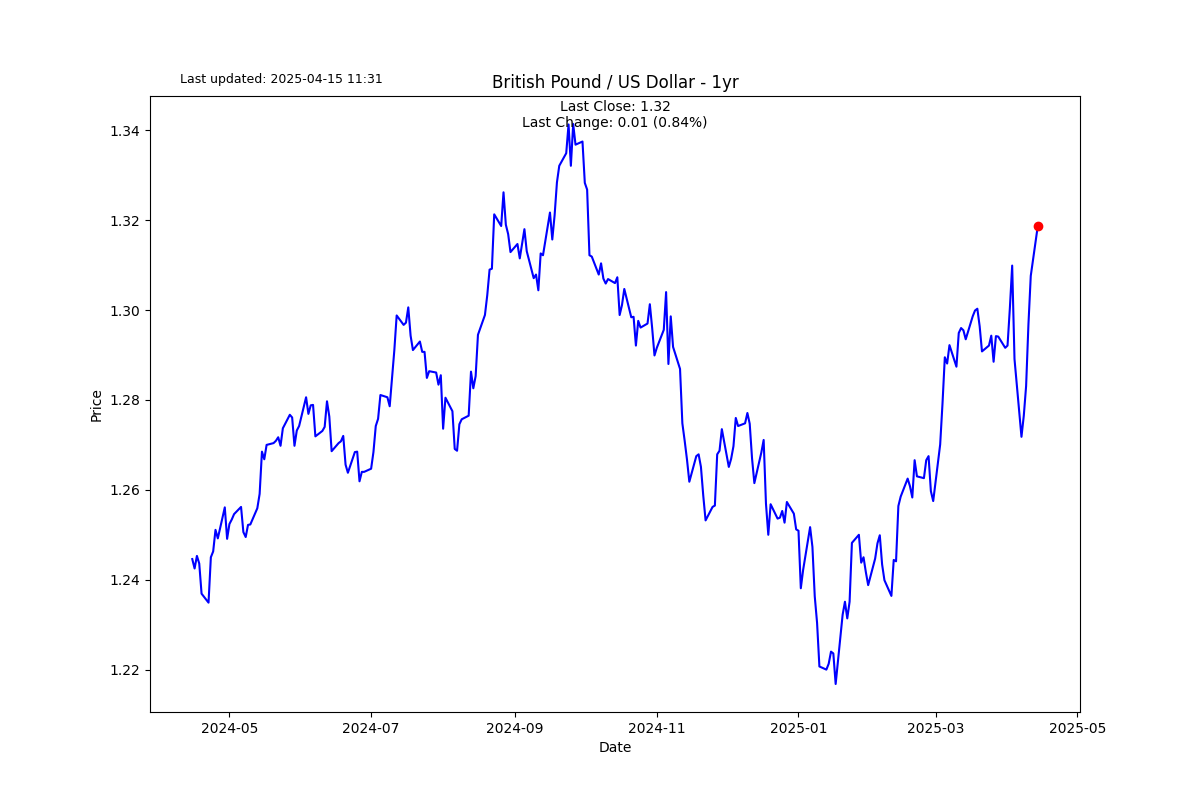 Last updated: 2025-04-15 11:31
British Pound / US Dollar - 1yr
Last Close: 1.32
Last Change: 0.01 (0.84%)
1.34
1.32
1.30
1.28
1.26
1.24
1.22
Price
2024-05 2024-07 2024-09 2024-11 2025-01 2025-03 2025-05
Date